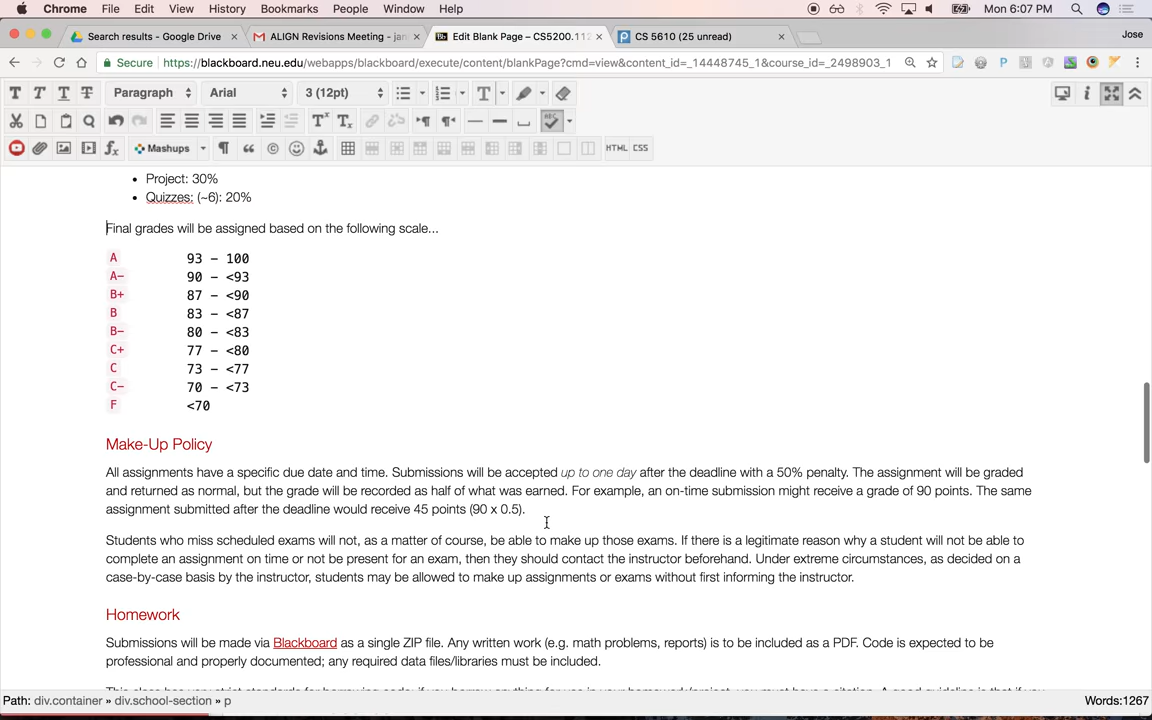 Chrome File Edit View History Bookmarks People Window Help Mon 6:07 PM
Search results - Google Drive ALIGN Revisions Meeting - Edit Blank Page – CS5200.112 CS 5610 (25 unread) Jose
Secure https://blackboard.neu.edu/webapps/blackboard/execute/content/blankPage?cmd=view&content_id=_14448745_1&course_id=_2498903_1
T T T T Paragraph Arial 3 (12pt) T
ABC
Mashups HTML CSS
• Project: 30%
• Quizzes: (~6): 20%
Final grades will be assigned based on the following scale...
A 93 – 100
A– 90 – <93
B+ 87 – <90
B 83 – <87
B– 80 – <83
C+ 77 – <80
C 73 – <77
C– 70 – <73
F <70
Make-Up Policy
All assignments have a specific due date and time. Submissions will be accepted up to one day after the deadline with a 50% penalty. The assignment will be graded
and returned as normal, but the grade will be recorded as half of what was earned. For example, an on-time submission might receive a grade of 90 points. The same
assignment submitted after the deadline would receive 45 points (90 x 0.5).
Students who miss scheduled exams will not, as a matter of course, be able to make up those exams. If there is a legitimate reason why a student will not be able to
complete an assignment on time or not be present for an exam, then they should contact the instructor beforehand. Under extreme circumstances, as decided on a
case-by-case basis by the instructor, students may be allowed to make up assignments or exams without first informing the instructor.
Homework
Submissions will be made via Blackboard as a single ZIP file. Any written work (e.g. math problems, reports) is to be included as a PDF. Code is expected to be
professional and properly documented; any required data files/libraries must be included.
Path: div.container » div.school-section » p Words:1267